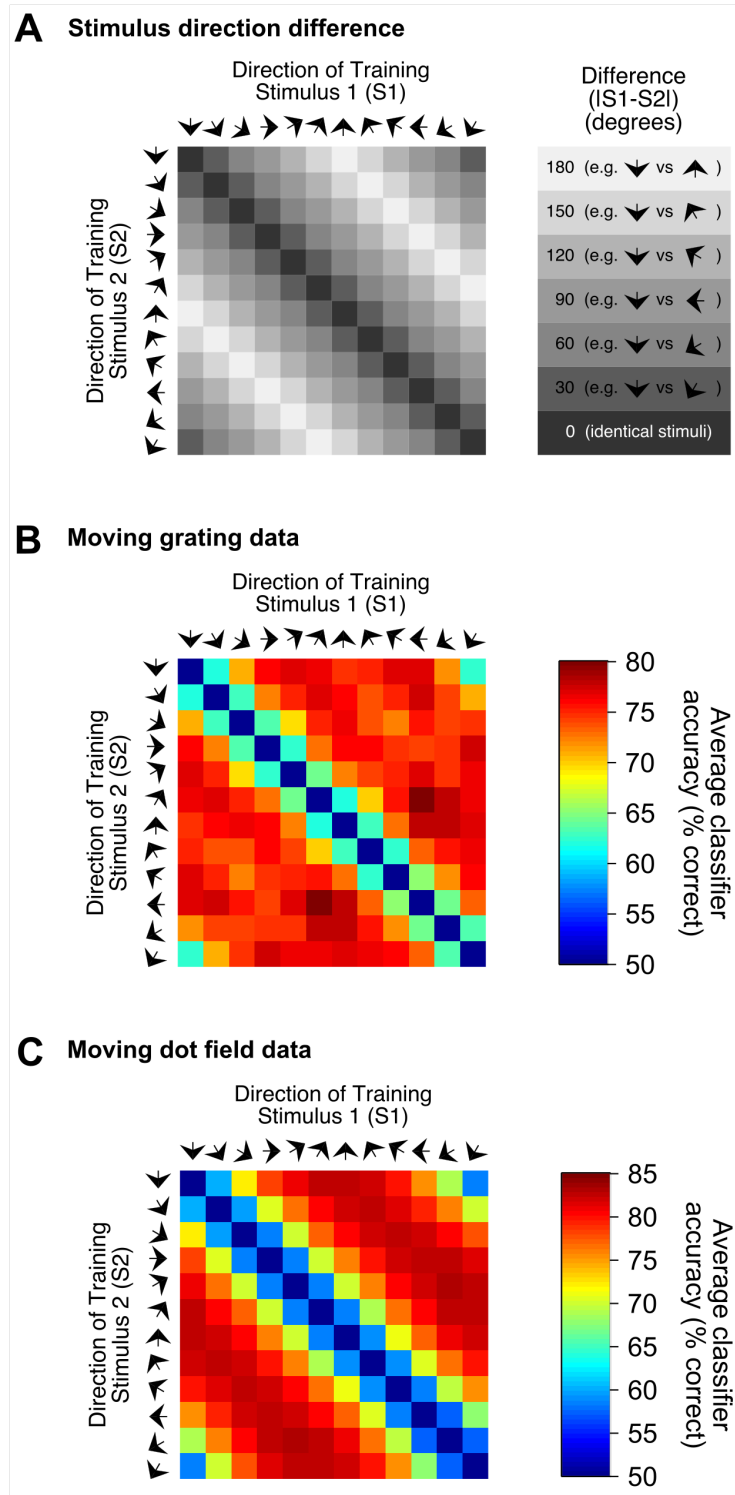 A Stimulus direction difference
Direction of Training
Stimulus 1 (S1)
Direction of Training
Stimulus 2 (S2)
Difference
(|S1-S2|)
(degrees)
180 (e.g. vs )
150 (e.g. vs )
120 (e.g. vs )
90 (e.g. vs )
60 (e.g. vs )
30 (e.g. vs )
0 (identical stimuli)
B Moving grating data
Direction of Training
Stimulus 1 (S1)
Direction of Training
Stimulus 2 (S2)
80
75
70
65
60
55
50
Average classifier
accuracy (% correct)
C Moving dot field data
Direction of Training
Stimulus 1 (S1)
Direction of Training
Stimulus 2 (S2)
85
80
75
70
65
60
55
50
Average classifier
accuracy (% correct)